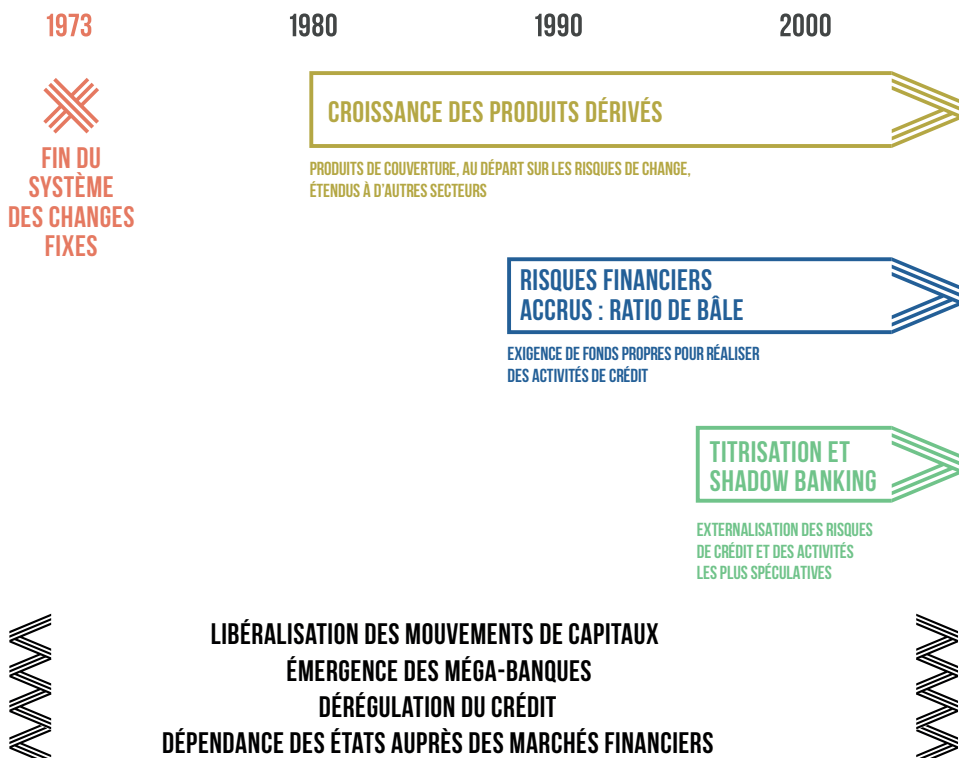 1973 1980 1990 2000
FIN DU
SYSTÈME
DES CHANGES
FIXES
CROISSANCE DES PRODUITS DÉRIVÉS
PRODUITS DE COUVERTURE, AU DÉPART SUR LES RISQUES DE CHANGE,
ÉTENDUS À D'AUTRES SECTEURS
RISQUES FINANCIERS
ACCRUS : RATIO DE BÂLE
EXIGENCE DE FONDS PROPRES POUR RÉALISER
DES ACTIVITÉS DE CRÉDIT
TITRISATION ET
SHADOW BANKING
EXTERNALISATION DES RISQUES
DE CRÉDIT ET DES ACTIVITÉS
LES PLUS SPÉCULATIVES
LIBÉRALISATION DES MOUVEMENTS DE CAPITAUX
ÉMERGENCE DES MÉGA-BANQUES
DÉRÉGULATION DU CRÉDIT
DÉPENDANCE DES ÉTATS AUPRÈS DES MARCHÉS FINANCIERS